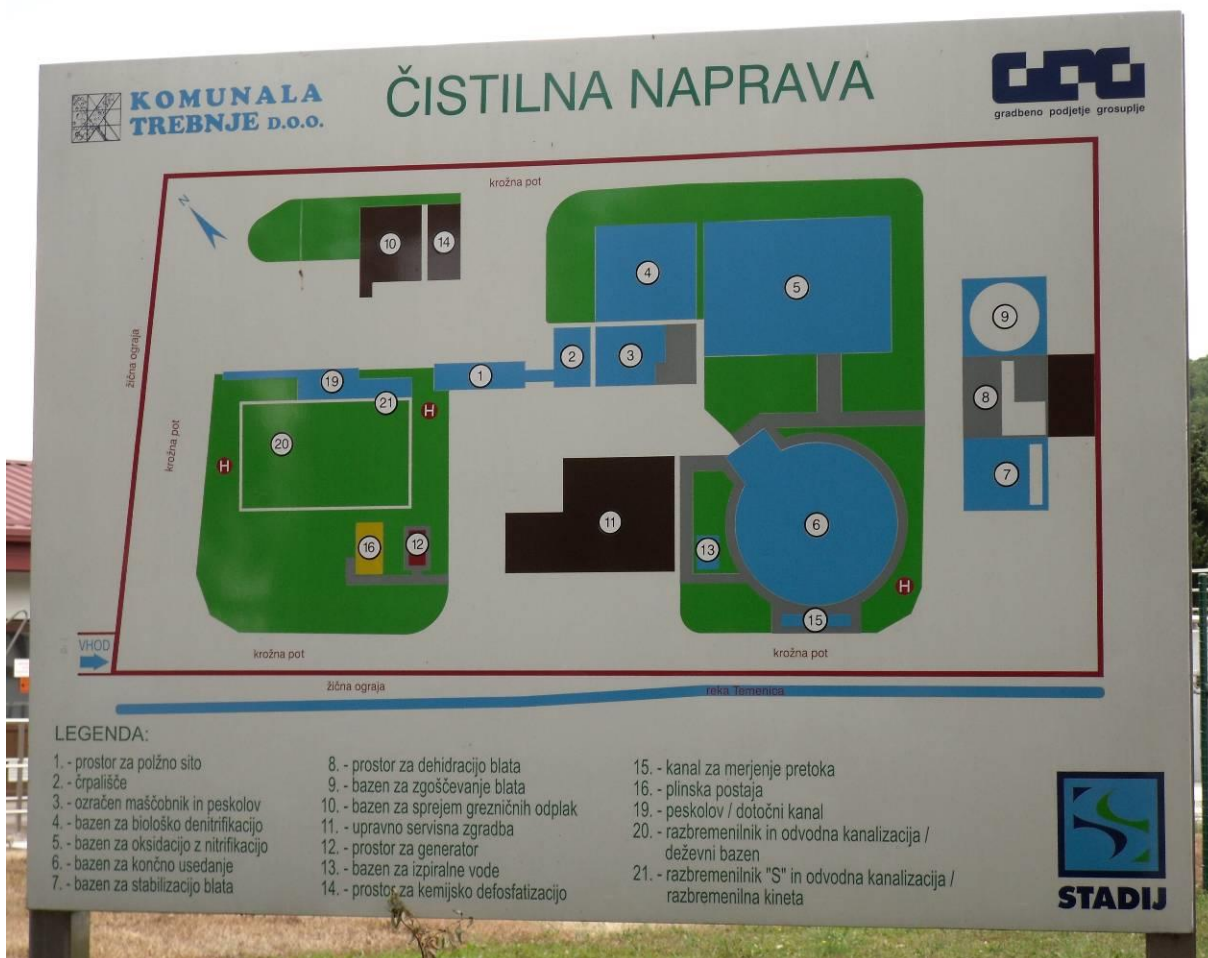 KOMUNALA
TREBNJE D.O.O.
ČISTILNA NAPRAVA
GPG
gradbeno podjetje grosuplje
krožna pot
N
10
14
4
5
9
žična ograja
2
3
1
19
21
8
H
krožna pot
20
H
7
11
6
16
12
13
H
15
VHOD
krožna pot
krožna pot
žična ograja
reka Temenica
LEGENDA:
1. - prostor za polžno sito
2. - črpališče
3. - ozračen maščobnik in peskolov
4. - bazen za biološko denitrifikacijo
5. - bazen za oksidacijo z nitrifikacijo
6. - bazen za končno usedanje
7. - bazen za stabilizacijo blata
8. - prostor za dehidracijo blata
9. - bazen za zgoščevanje blata
10. - bazen za sprejem grezničnih odplak
11. - upravno servisna zgradba
12. - prostor za generator
13. - bazen za izpiralne vode
14. - prostor za kemijsko defosfatizacijo
15. - kanal za merjenje pretoka
16. - plinska postaja
19. - peskolov / dotočni kanal
20. - razbremenilnik in odvodna kanalizacija /
deževni bazen
21. - razbremenilnik "S" in odvodna kanalizacija /
razbremenilna kineta
STADIJ